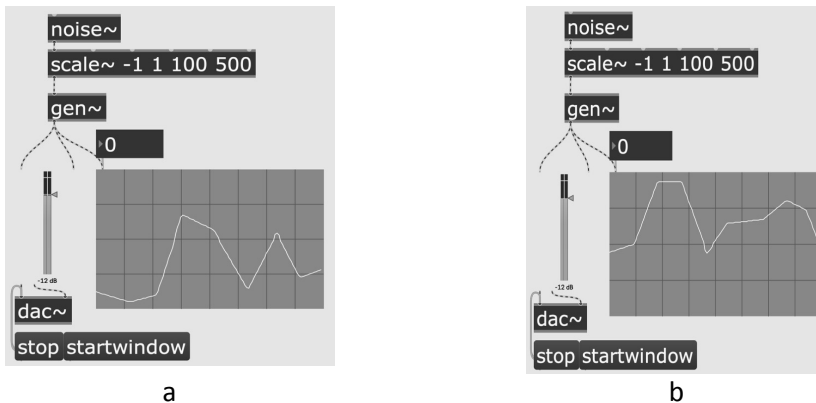 noise~
scale~ -1 1 100 500
gen~
0
-12 dB
dac~
stop startwindow
a
noise~
scale~ -1 1 100 500
gen~
0
-12 dB
dac~
stop startwindow
b